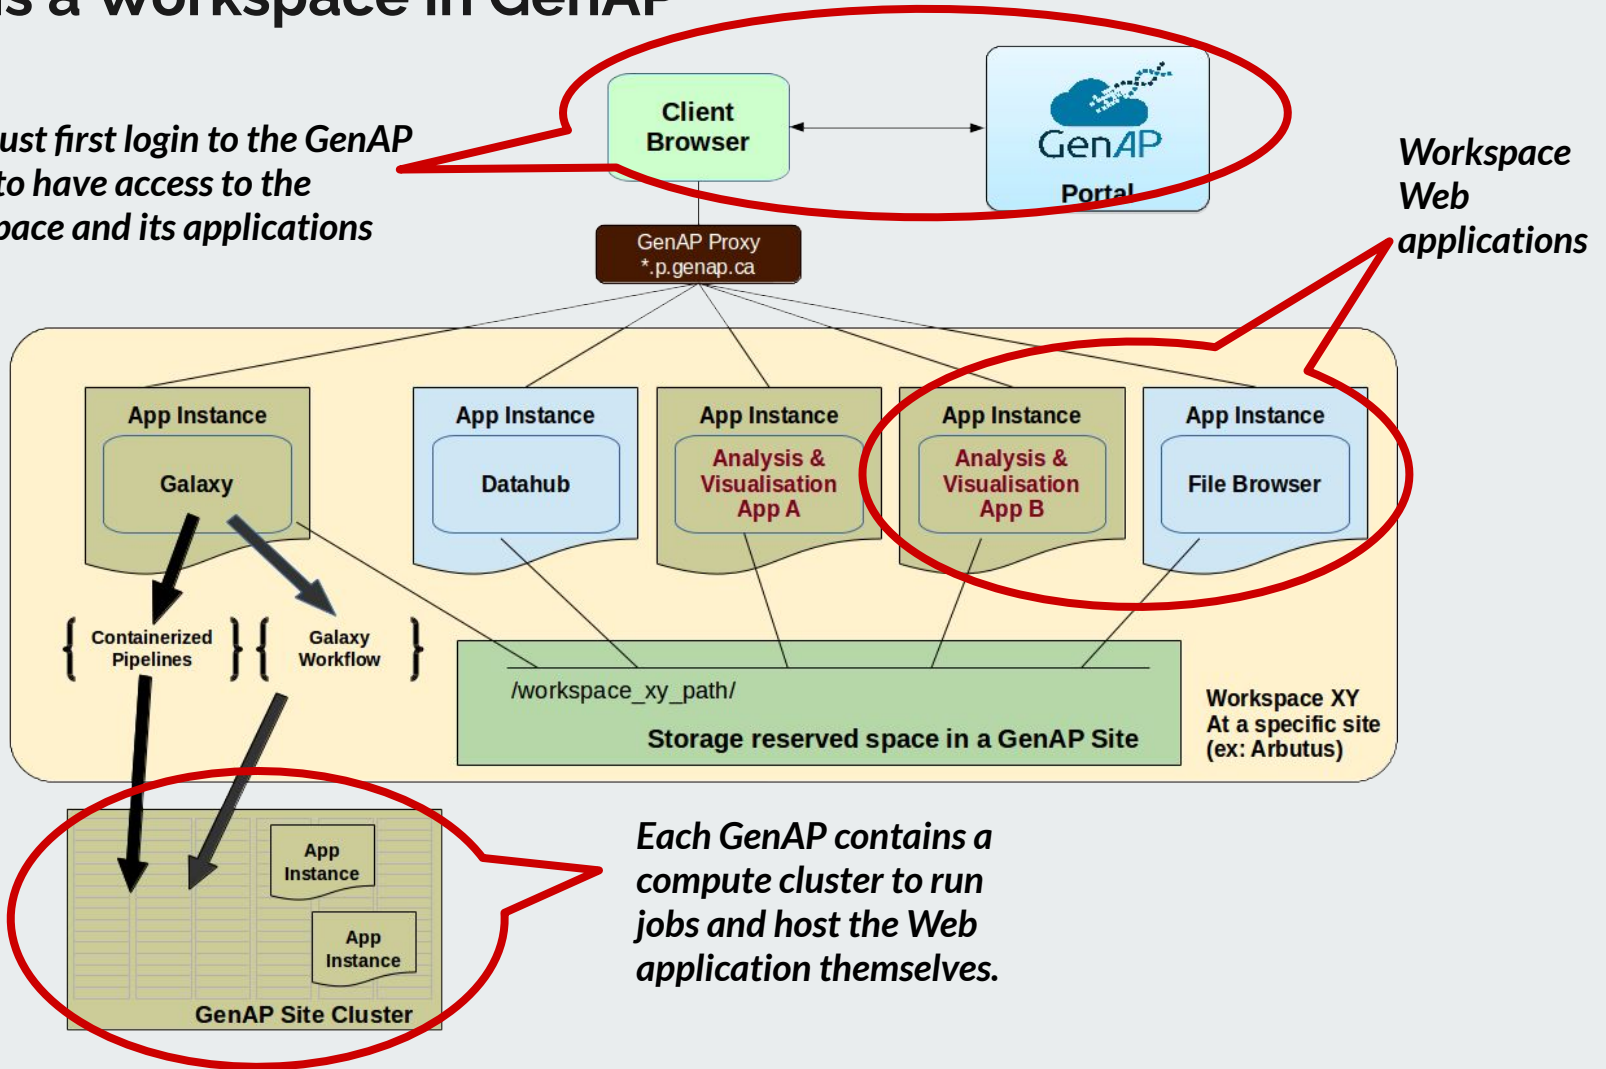 is a workspace in GenAP
ust first login to the GenAP
to have access to the
pace and its applications
Client
Browser
GenAP
Portal
Workspace
Web
applications
GenAP Proxy
*.p.genap.ca
App Instance
Galaxy
App Instance
Datahub
App Instance
Analysis &
Visualisation
App A
App Instance
Analysis &
Visualisation
App B
App Instance
File Browser
Containerized
Pipelines
Galaxy
Workflow
/workspace_xy_path/
Storage reserved space in a GenAP Site
Workspace XY
At a specific site
(ex: Arbutus)
App
Instance
App
Instance
GenAP Site Cluster
Each GenAP contains a
compute cluster to run
jobs and host the Web
application themselves.